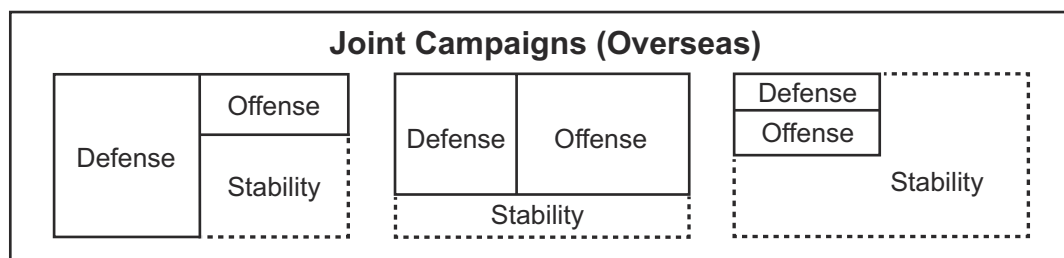 Joint Campaigns (Overseas)
Defense
Offense
Stability
Defense
Offense
Stability
Defense
Offense
Stability